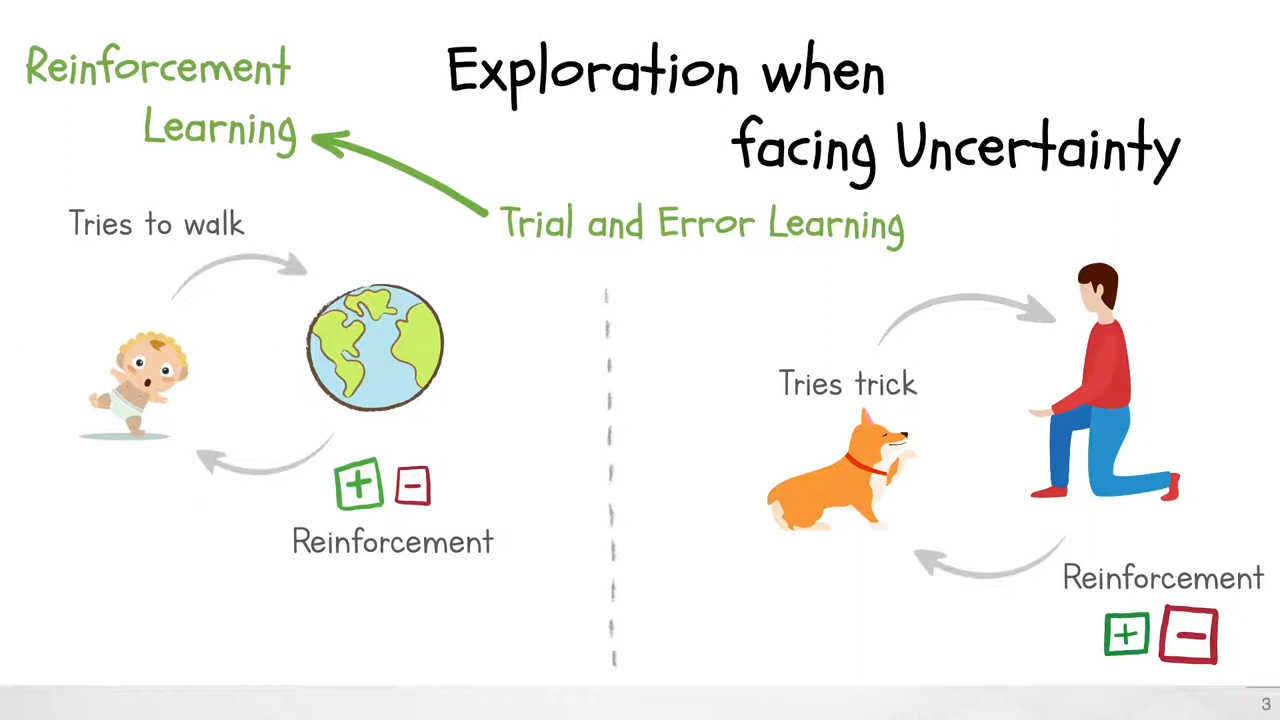 Reinforcement
Learning
Exploration when
facing Uncertainty
Trial and Error Learning
Tries to walk
+ -
Reinforcement
Tries trick
Reinforcement
+ -
3